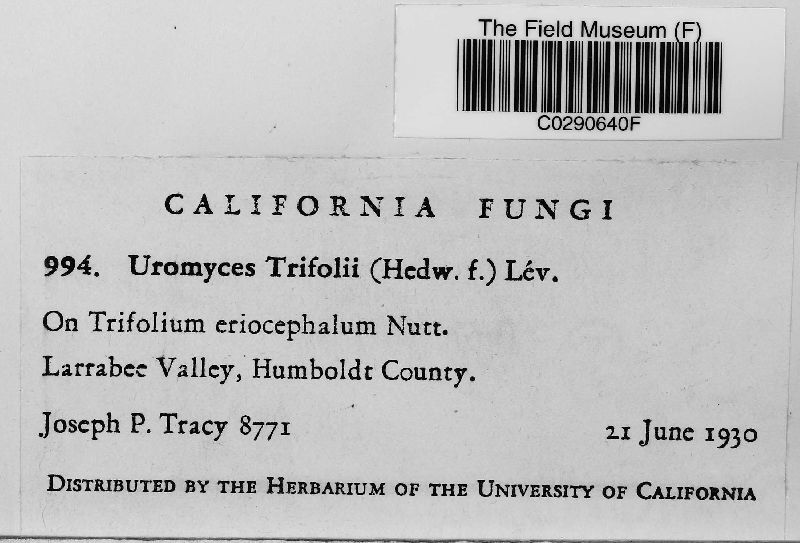 The Field Museum (F)
C0290640F
CALIFORNIA FUNGI
994. Uromyces Trifolii (Hedw. f.) Lév.
On Trifolium eriocephalum Nutt.
Larrabee Valley, Humboldt County.
Joseph P. Tracy 8771 21 June 1930
DISTRIBUTED BY THE HERBARIUM OF THE UNIVERSITY OF CALIFORNIA